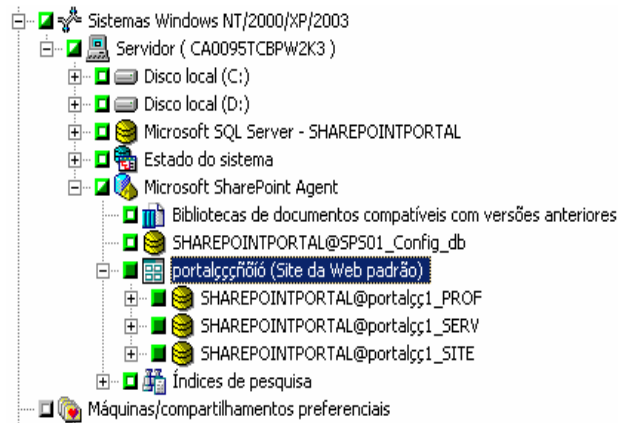 Sistemas Windows NT/2000/XP/2003
Servidor ( CA0095TCBPW2K3 )
Disco local (C:)
Disco local (D:)
Microsoft SQL Server - SHAREPOINTPORTAL
Estado do sistema
Microsoft SharePoint Agent
Bibliotecas de documentos compatíveis com versões anteriores
SHAREPOINTPORTAL@SPS01_Config_db
portalçççñõíó (Site da Web padrão)
SHAREPOINTPORTAL@portalçç1_PROF
SHAREPOINTPORTAL@portalçç1_SERV
SHAREPOINTPORTAL@portalçç1_SITE
Índices de pesquisa
Máquinas/compartilhamentos preferenciais